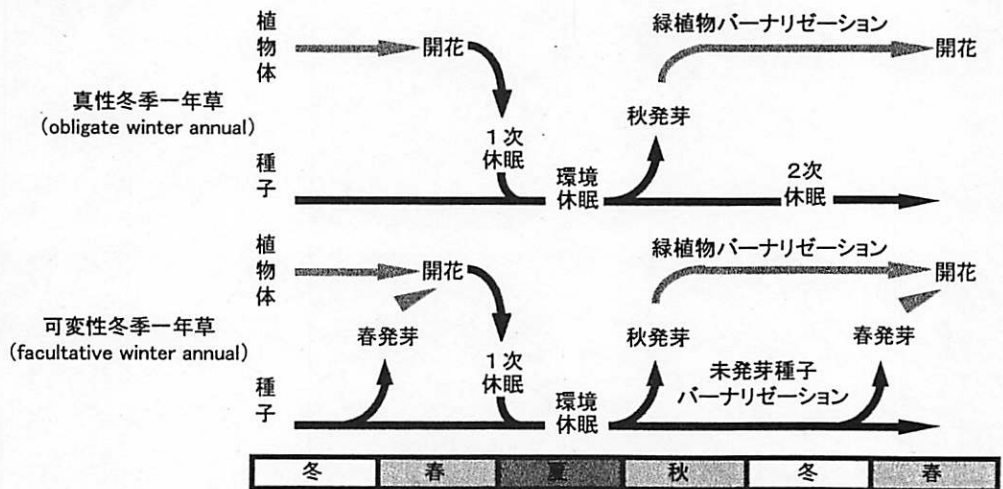 植物体
緑植物バーナリゼーション
開花
開花
真性冬季一年草
(obligate winter annual)
秋発芽
1次
休眠
種子
環境
休眠
2次
休眠
植物体
緑植物バーナリゼーション
開花
開花
可変性冬季一年草
(facultative winter annual)
春発芽
秋発芽
春発芽
1次
休眠
未発芽種子
バーナリゼーション
種子
環境
休眠
冬 春 夏 秋 冬 春